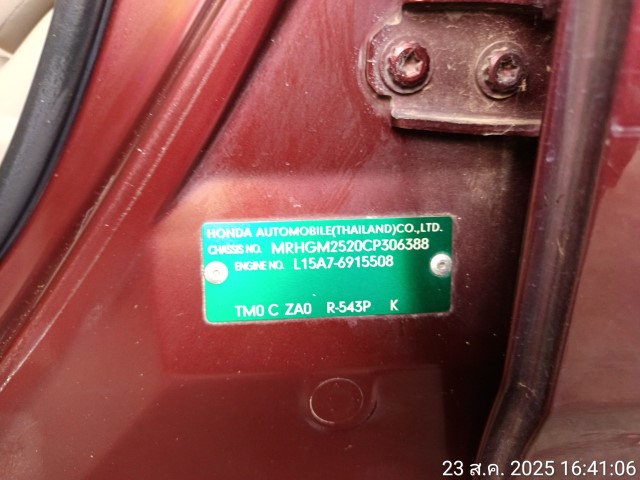 HONDA AUTOMOBILE(THAILAND)CO.,LTD.
CHASSIS NO. MRHGM2520CP306388
ENGINE NO. L15A7-6915508
TM0 C ZA0 R-543P K
23 ส.ค. 2025 16:41:06